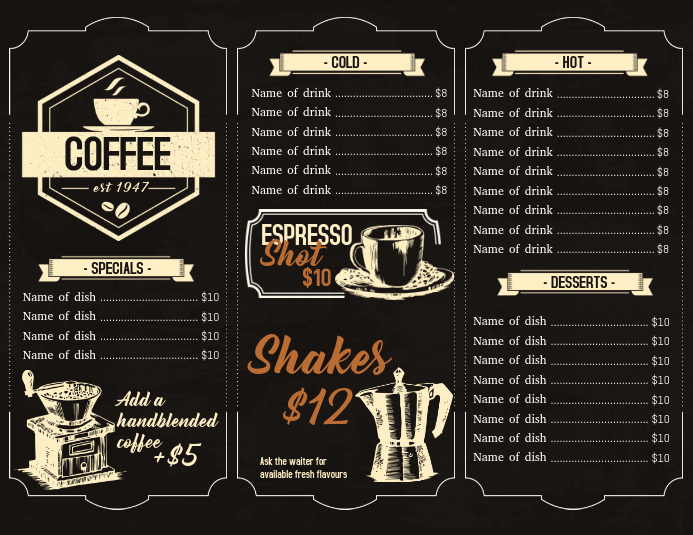 COFFEE
est 1947
- SPECIALS -
Name of dish ........................................ $10
Name of dish ........................................ $10
Name of dish ........................................ $10
Name of dish ........................................ $10
Add a
handblended
coffee
+$5
- COLD -
Name of drink ........................................ $8
Name of drink ........................................ $8
Name of drink ........................................ $8
Name of drink ........................................ $8
Name of drink ........................................ $8
Name of drink ........................................ $8
ESPRESSO
Shot
$10
Shakes
$12
Ask the waiter for
available fresh flavours
- HOT -
Name of drink ........................................ $8
Name of drink ........................................ $8
Name of drink ........................................ $8
Name of drink ........................................ $8
Name of drink ........................................ $8
Name of drink ........................................ $8
Name of drink ........................................ $8
Name of drink ........................................ $8
Name of drink ........................................ $8
- DESSERTS -
Name of dish ........................................ $10
Name of dish ........................................ $10
Name of dish ........................................ $10
Name of dish ........................................ $10
Name of dish ........................................ $10
Name of dish ........................................ $10
Name of dish ........................................ $10
Name of dish ........................................ $10